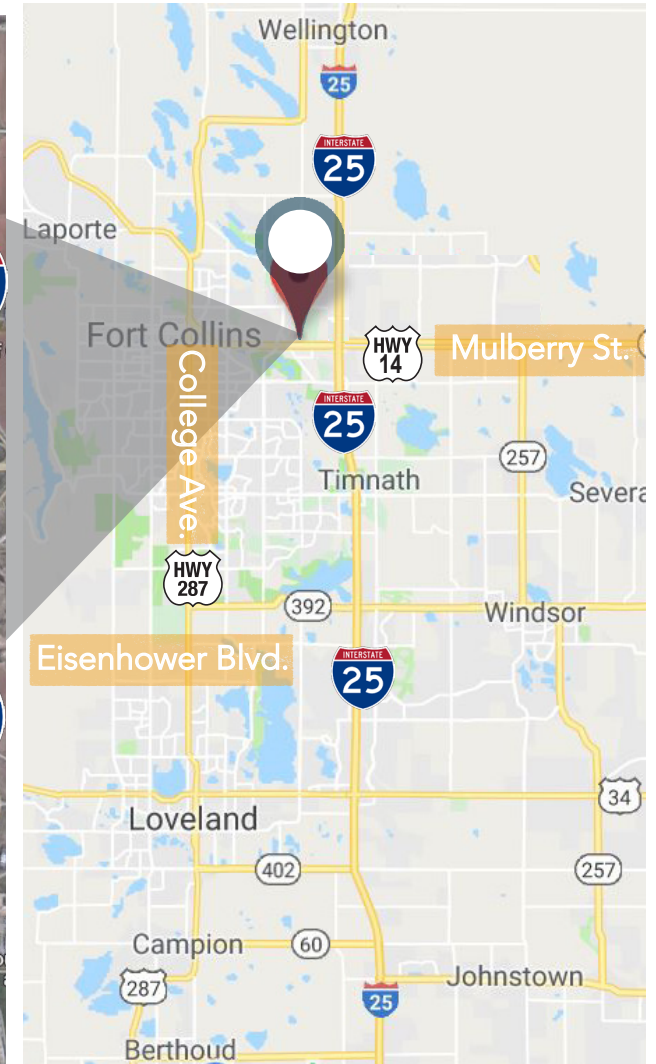 Wellington
25
INTERSTATE
25
Laporte
Fort Collins
HWY
14
Mulberry St.
College Ave.
INTERSTATE
25
257
Timnath
Severa
HWY
287
392
Windsor
Eisenhower Blvd.
INTERSTATE
25
34
Loveland
402
257
Campion
60
287
Johnstown
25
Berthoud